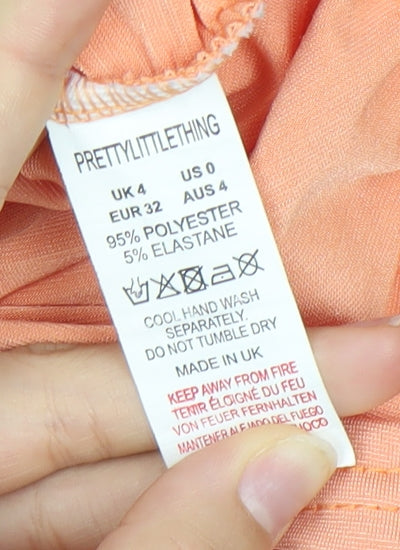 PRETTYLITTLETHING
UK 4 US 0
EUR 32 AUS 4
95% POLYESTER
5% ELASTANE
COOL HAND WASH
SEPARATELY.
DO NOT TUMBLE DRY
MADE IN UK
KEEP AWAY FROM FIRE
TENIR ÉLOIGNÉ DU FEU
VON FEUER FERNHALTEN
MANTENER ALEJADO DEL FUEGO